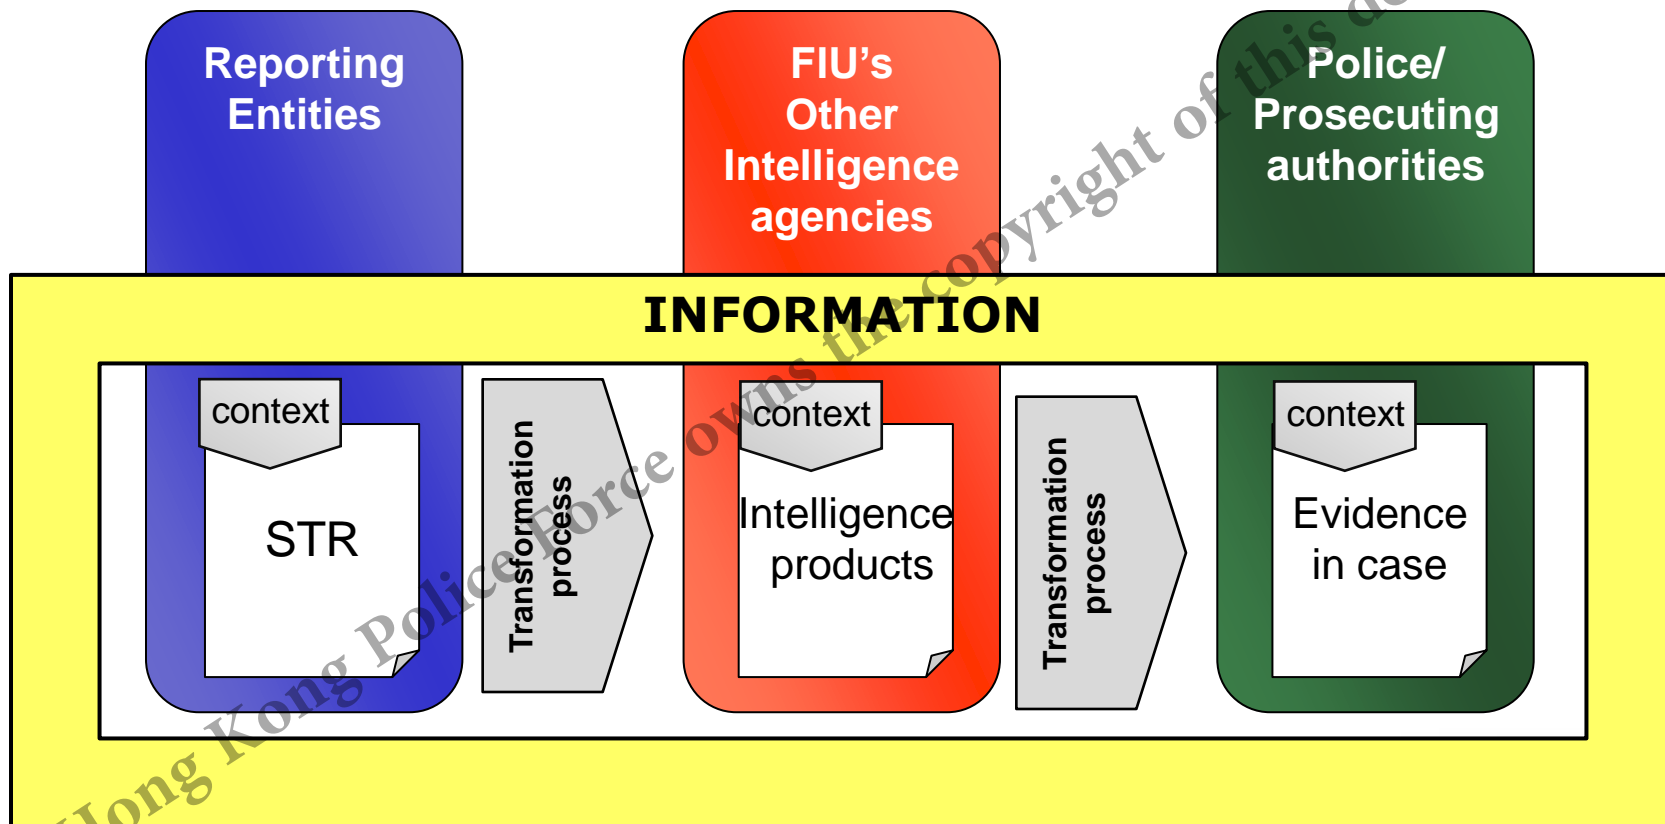 Reporting
Entities
FIU's
Other
Intelligence
agencies
Police/
Prosecuting
authorities
INFORMATION
context
STR
Transformation
process
context
Intelligence
products
Transformation
process
context
Evidence
in case
Hong Kong Police Force owns the copyright of this